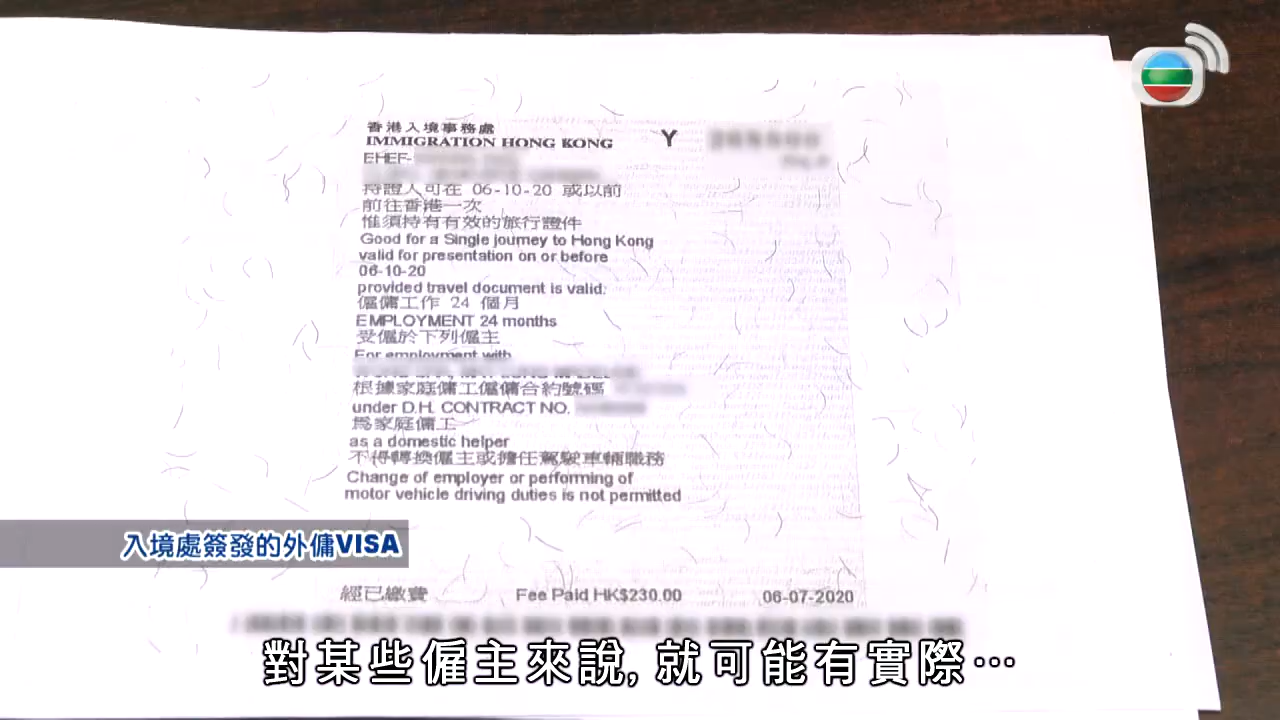 香港入境事務處
IMMIGRATION HONG KONG Y
EHEF-
持證人可在 06-10-20 或以前
前往香港一次
惟須持有有效的旅行證件
Good for a Single journey to Hong Kong
valid for presentation on or before
06-10-20
provided travel document is valid.
僱傭工作 24 個月
EMPLOYMENT 24 months
受僱於下列僱主
For employment with
根據家庭傭工僱傭合約號碼
under D.H. CONTRACT NO.
為家庭傭工
as a domestic helper
不得轉換僱主或擔任駕駛車輛職務
Change of employer or performing of
motor vehicle driving duties is not permitted
入境處簽發的外傭VISA
經已繳費 Fee Paid HK$230.00 06-07-2020
對某些僱主來說, 就可能有實際…